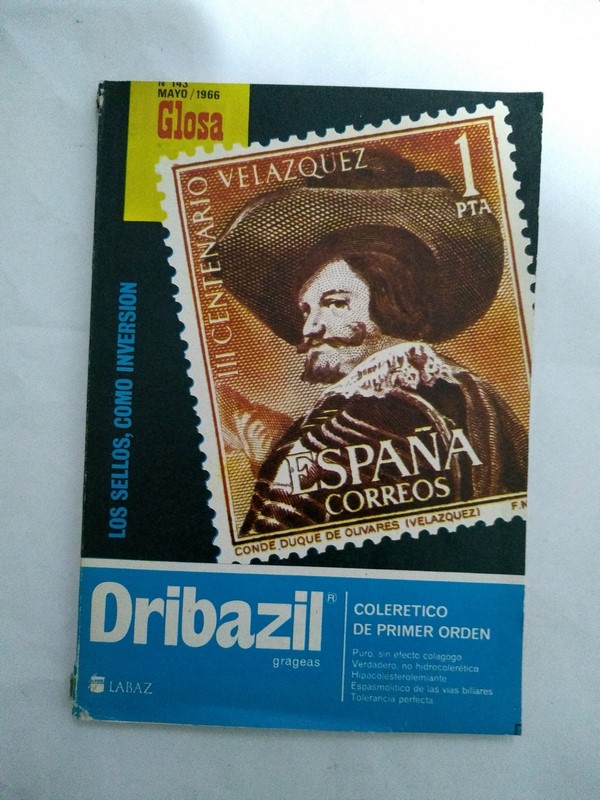 Nº 143
MAYO / 1966
Glosa
III CENTENARIO VELAZQUEZ
1
PTA
LOS SELLOS, COMO INVERSION
ESPAÑA
CORREOS
CONDE DUQUE DE OLIVARES (VELAZQUEZ)
Dribazil ®
grageas
LABAZ
COLERETICO
DE PRIMER ORDEN
Puro, sin efecto colagogo
Verdadero, no hidrocolerético
Hipocolesterolemiante
Espasmolítico de las vías biliares
Tolerancia perfecta